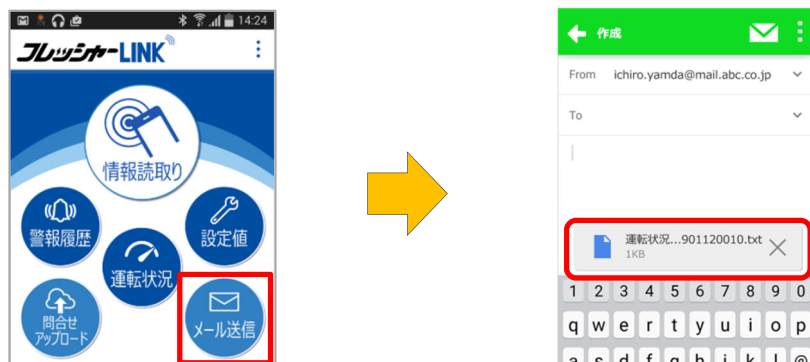 14:24
フレッシャーLINK
情報読取り
警報履歴
設定値
運転状況
問合せ
アップロード
メール送信
作成
From ichiro.yamda@mail.abc.co.jp
To
運転状況...901120010.txt
1KB
1 2 3 4 5 6 7 8 9 0
q w e r t y u i o p
a s d f g h j k l @